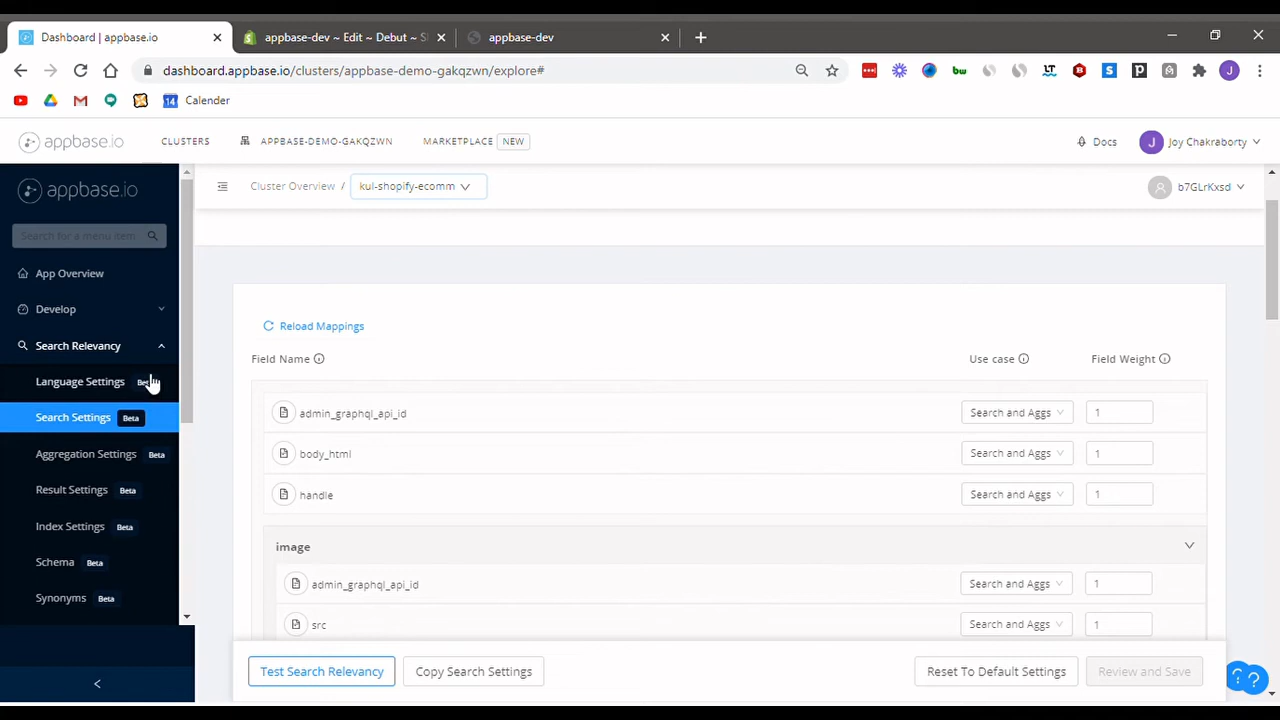 Dashboard | appbase.io
appbase-dev ~ Edit ~ Debut ~ S
appbase-dev
dashboard.appbase.io/clusters/appbase-demo-gakqzwn/explore#
Calender
appbase.io
CLUSTERS
APPBASE-DEMO-GAKQZWN
MARKETPLACE NEW
Docs
Joy Chakraborty
appbase.io
Cluster Overview / kul-shopify-ecomm
b7GLrKxsd
Search for a menu item
App Overview
Develop
Search Relevancy
Language Settings
Search Settings Beta
Aggregation Settings Beta
Result Settings Beta
Index Settings Beta
Schema Beta
Synonyms Beta
<
Reload Mappings
Field Name
Use case
Field Weight
admin_graphql_api_id Search and Aggs 1
body_html Search and Aggs 1
handle Search and Aggs 1
image
admin_graphql_api_id Search and Aggs 1
src Search and Aggs 1
Test Search Relevancy
Copy Search Settings
Reset To Default Settings
Review and Save